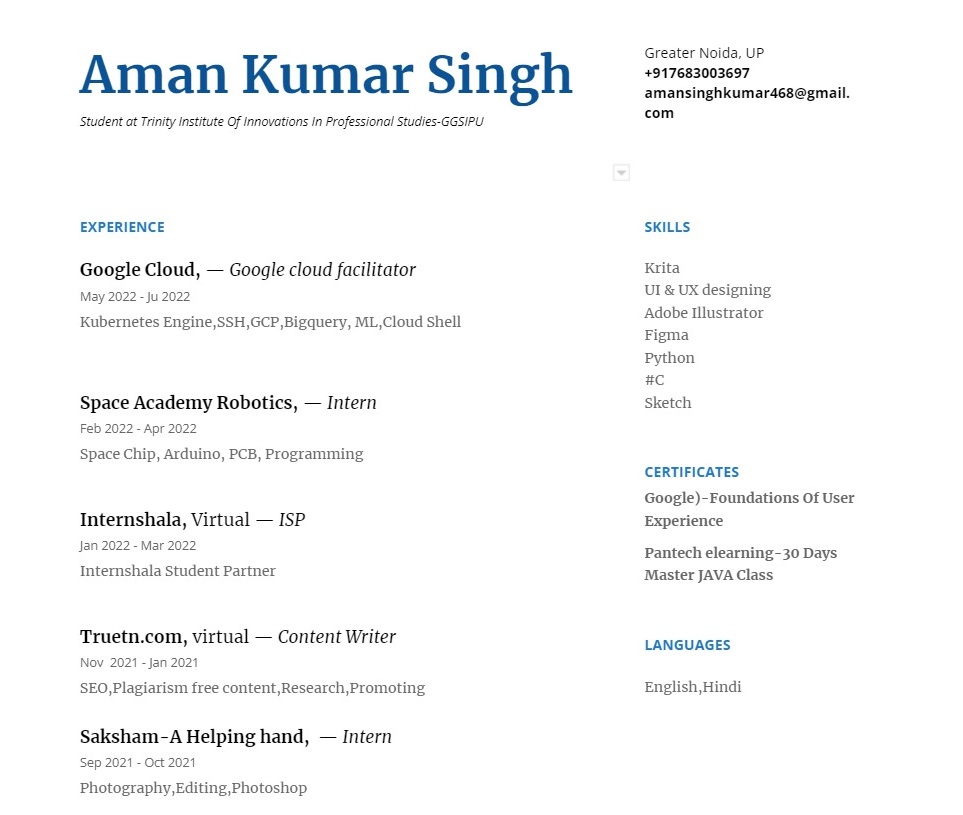 Aman Kumar Singh
Student at Trinity Institute Of Innovations In Professional Studies-GGSIPU
Greater Noida, UP
+917683003697
amansinghkumar468@gmail.
com
EXPERIENCE
Google Cloud, — Google cloud facilitator
May 2022 - Ju 2022
Kubernetes Engine,SSH,GCP,Bigquery, ML,Cloud Shell
Space Academy Robotics, — Intern
Feb 2022 - Apr 2022
Space Chip, Arduino, PCB, Programming
Internshala, Virtual — ISP
Jan 2022 - Mar 2022
Internshala Student Partner
Truetn.com, virtual — Content Writer
Nov  2021 - Jan 2021
SEO,Plagiarism free content,Research,Promoting
Saksham-A Helping hand,  — Intern
Sep 2021 - Oct 2021
Photography,Editing,Photoshop
SKILLS
Krita
UI & UX designing
Adobe Illustrator
Figma
Python
#C
Sketch
CERTIFICATES
Google)-Foundations Of User
Experience
Pantech elearning-30 Days
Master JAVA Class
LANGUAGES
English,Hindi